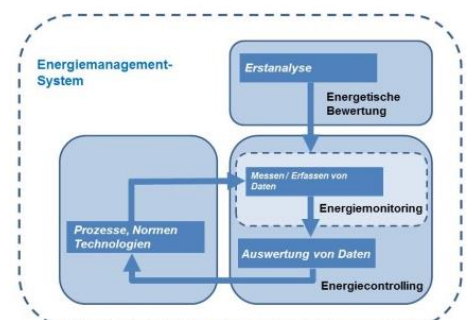 Energiemanagement-
System
Erstanalyse
Energetische
Bewertung
Messen / Erfassen von
Daten
Energiemonitoring
Prozesse, Normen
Technologien
Auswertung von Daten
Energiecontrolling